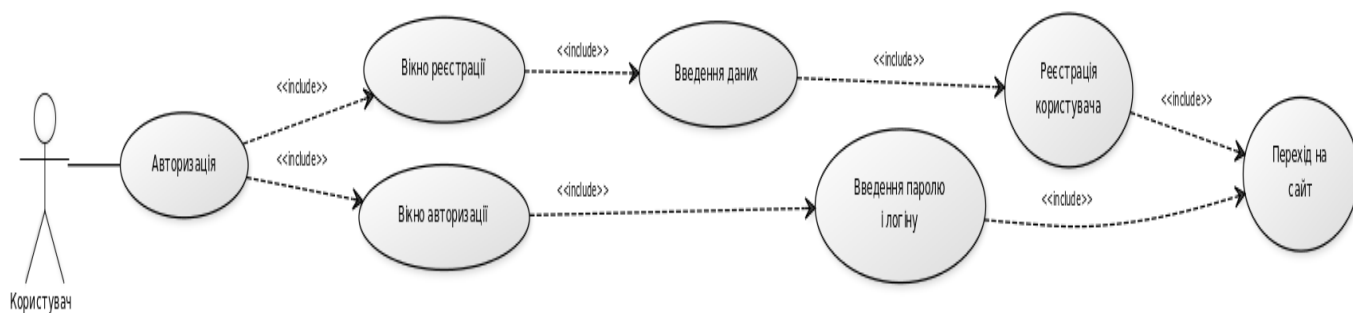 Користувач
Авторизація
<<include>>
<<include>>
Вікно реєстрації
Вікно авторизації
<<include>>
<<include>>
Введення даних
<<include>>
Введення паролю
і логіну
Реєстрація
користувача
<<include>>
<<include>>
Перехід на
сайт